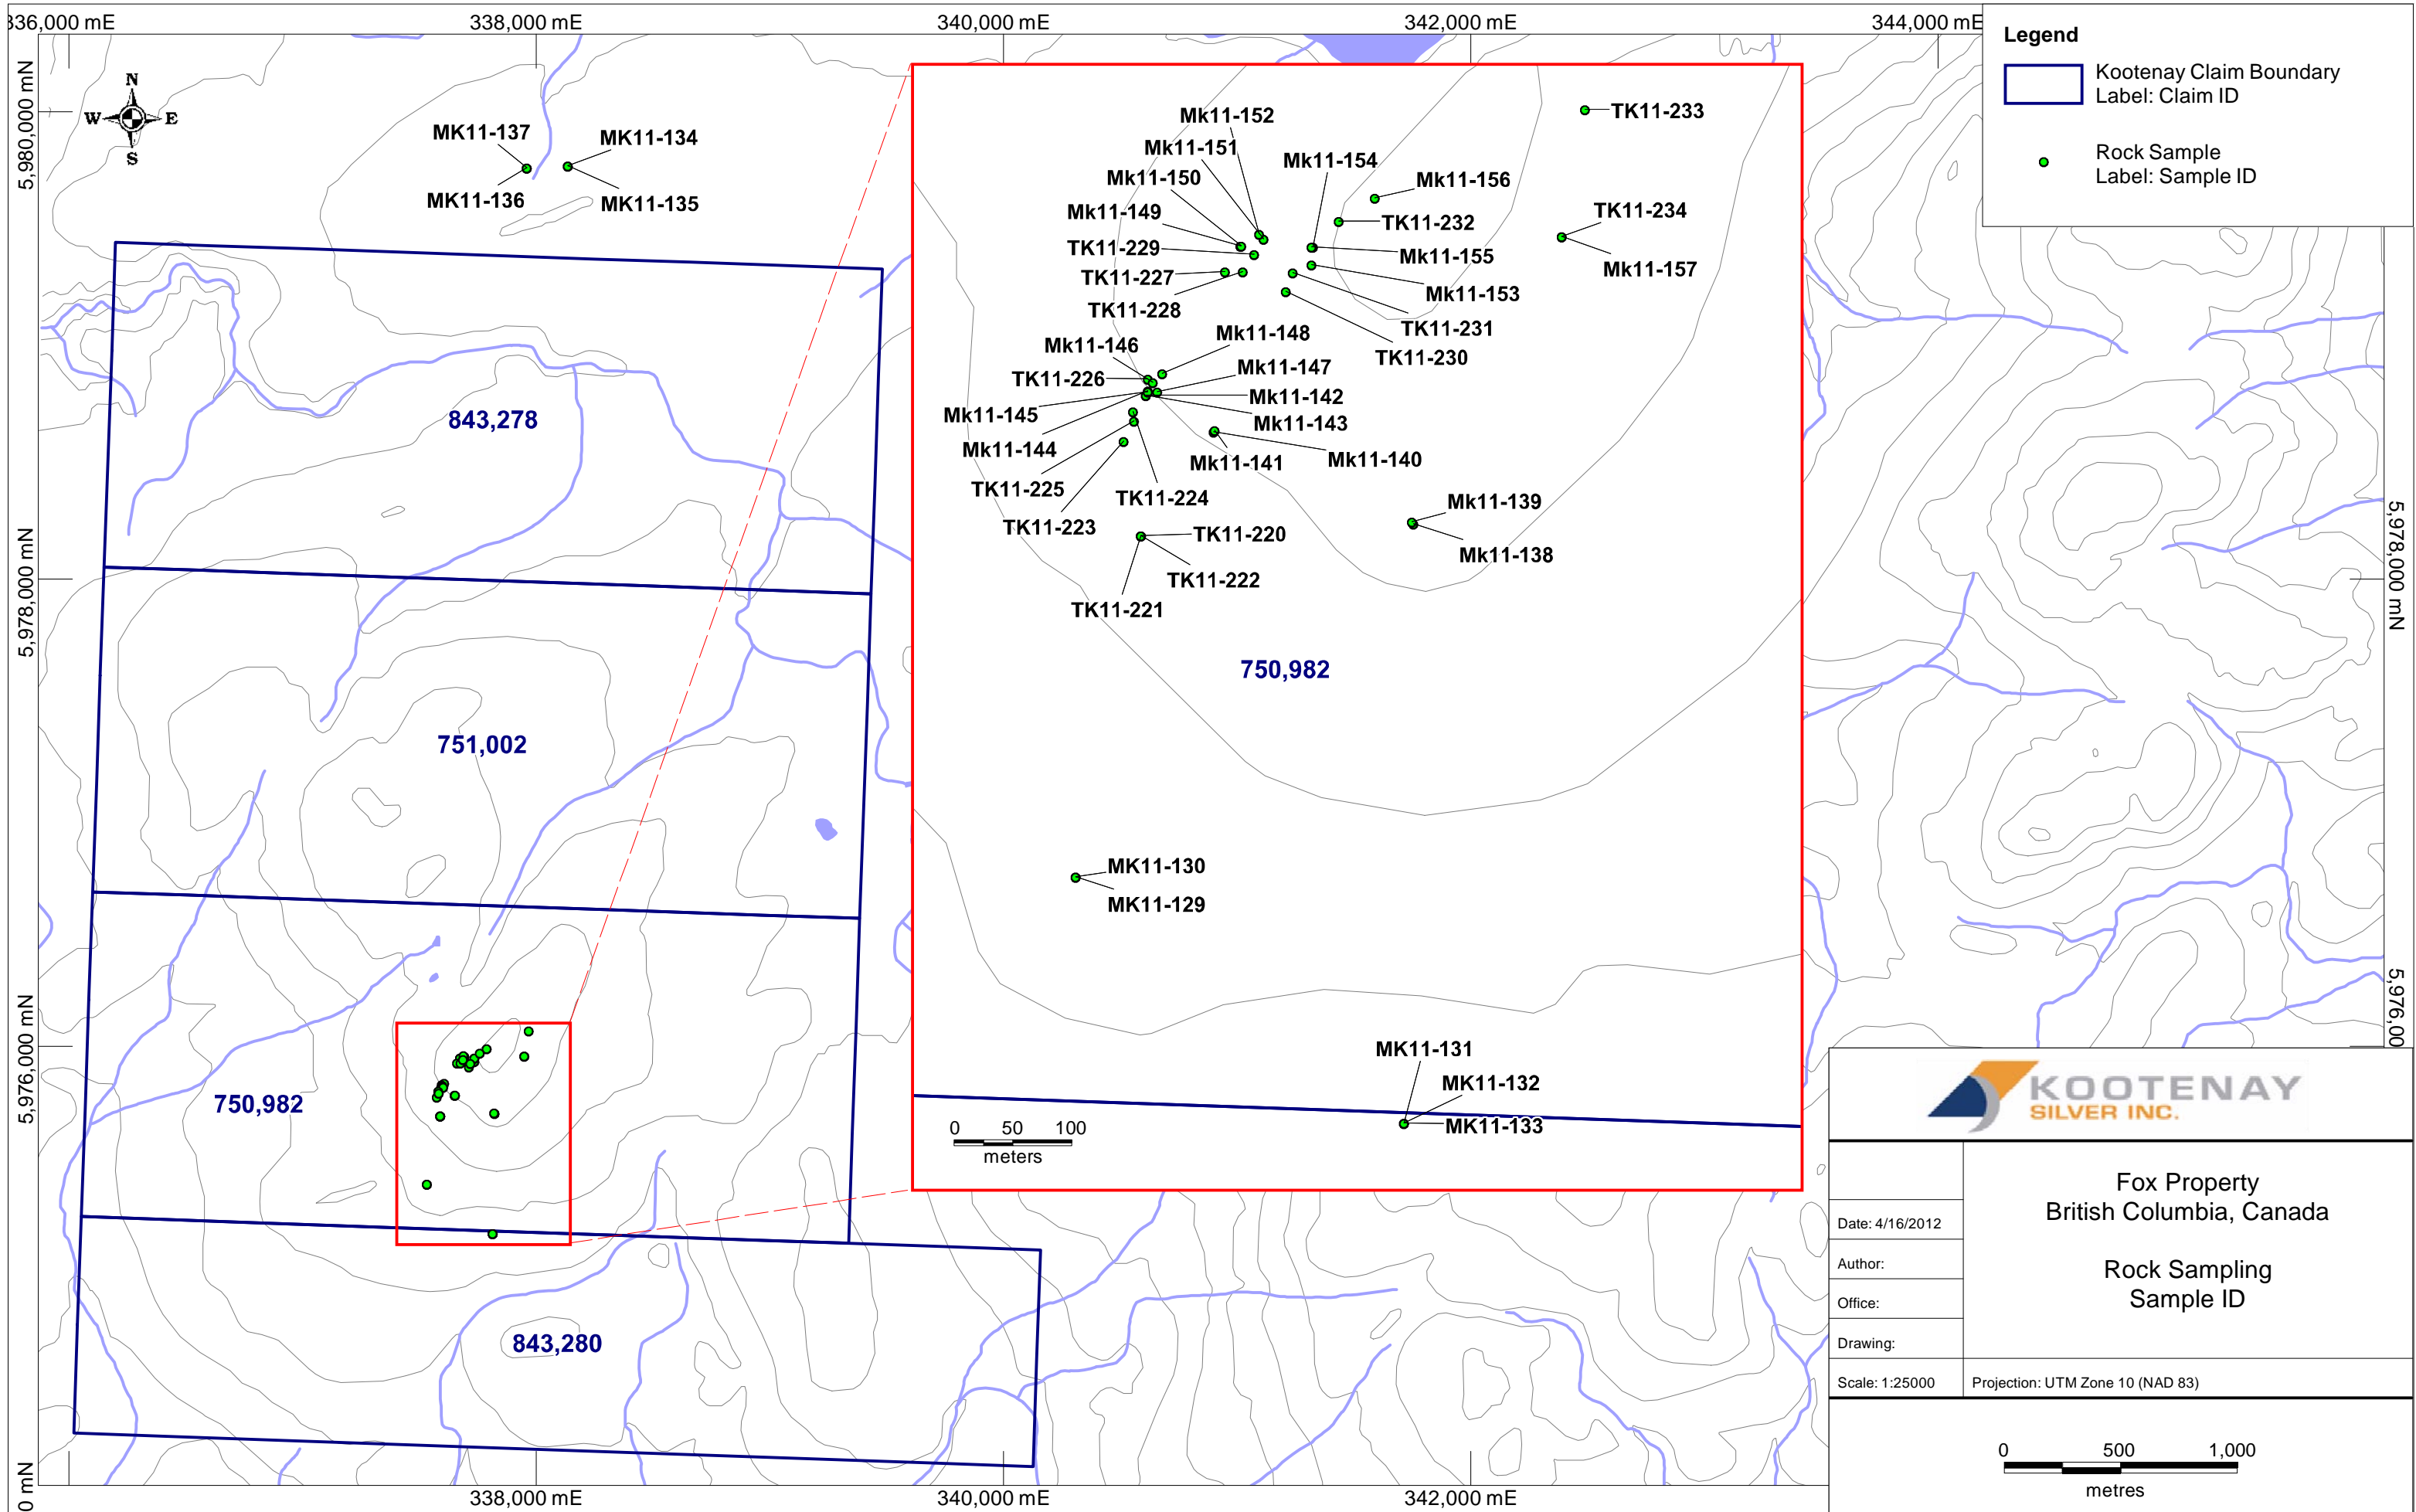 336,000 mE
338,000 mE
340,000 mE
342,000 mE
344,000 mE
5,980,000 mN
5,978,000 mN
5,976,000 mN
0 mN
N
W
E
S
MK11-137
MK11-134
MK11-136
MK11-135
843,278
751,002
750,982
843,280
Mk11-152
Mk11-151
Mk11-150
Mk11-149
TK11-229
TK11-227
TK11-228
Mk11-154
Mk11-156
TK11-232
Mk11-155
Mk11-153
TK11-231
TK11-230
TK11-233
TK11-234
Mk11-157
Mk11-148
Mk11-146
Mk11-147
TK11-226
Mk11-142
Mk11-145
Mk11-143
Mk11-144
Mk11-141
Mk11-140
TK11-225
TK11-224
TK11-223
Mk11-139
Mk11-138
TK11-220
TK11-222
TK11-221
750,982
MK11-130
MK11-129
MK11-131
MK11-132
MK11-133
0 50 100
meters
Legend
Kootenay Claim Boundary
Label: Claim ID
Rock Sample
Label: Sample ID
5,978,000 mN
5,976,00
KOOTENAY
SILVER INC.
Fox Property
British Columbia, Canada
Rock Sampling
Sample ID
Date: 4/16/2012
Author:
Office:
Drawing:
Scale: 1:25000
Projection: UTM Zone 10 (NAD 83)
0 500 1,000
metres
338,000 mE
340,000 mE
342,000 mE